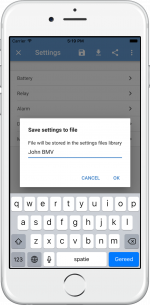 Settings
Battery
Relay
Alarm
Save settings to file
File will be stored in the settings files library
John BMV
CANCEL OK
q w e r t y u i o p
a s d f g h j k l
z x c v b n m
123 spatie Gereed